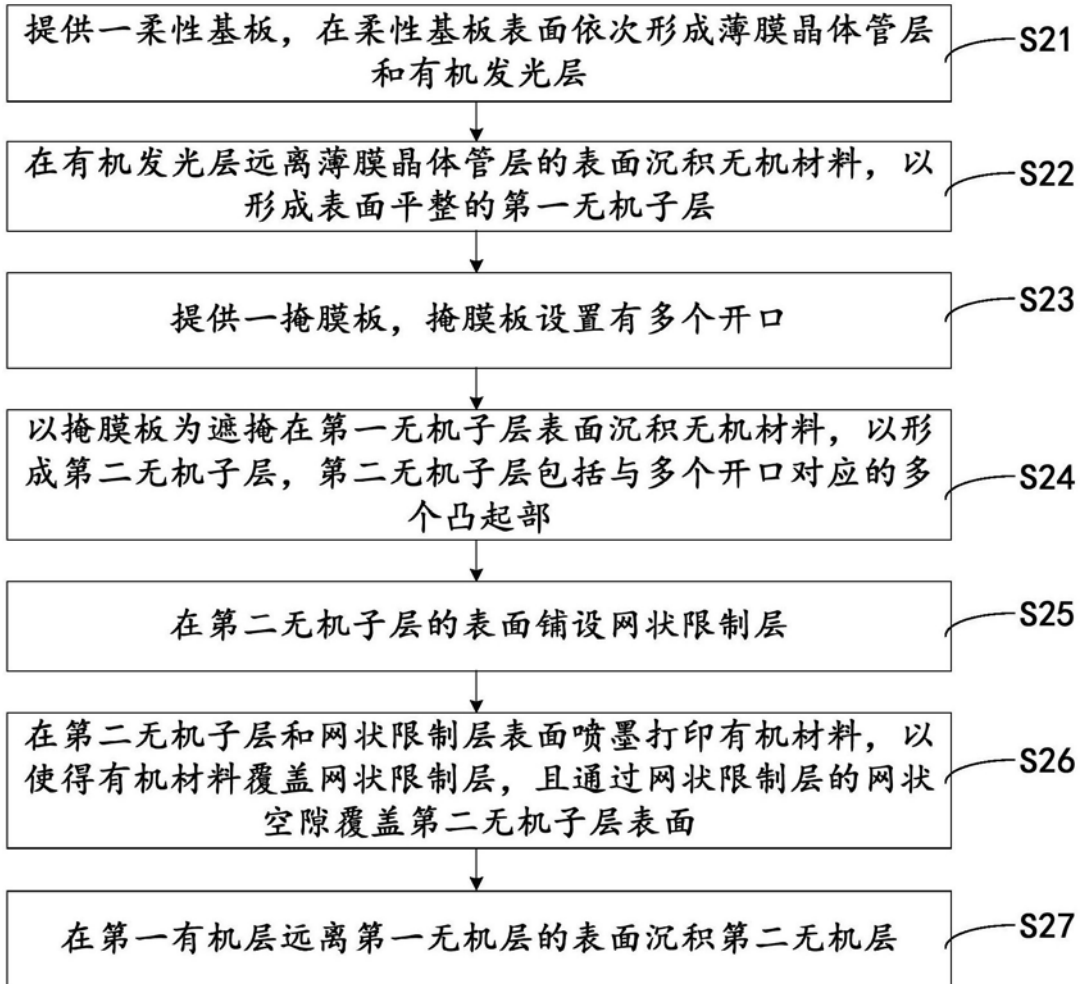 提供一柔性基板，在柔性基板表面依次形成薄膜晶体管层
和有机发光层
S21
在有机发光层远离薄膜晶体管层的表面沉积无机材料，以
形成表面平整的第一无机子层
S22
提供一掩膜板，掩膜板设置有多个开口
S23
以掩膜板为遮掩在第一无机子层表面沉积无机材料，以形
成第二无机子层，第二无机子层包括与多个开口对应的多
个凸起部
S24
在第二无机子层的表面铺设网状限制层
S25
在第二无机子层和网状限制层表面喷墨打印有机材料，以
使得有机材料覆盖网状限制层，且通过网状限制层的网状
空隙覆盖第二无机子层表面
S26
在第一有机层远离第一无机层的表面沉积第二无机层
S27